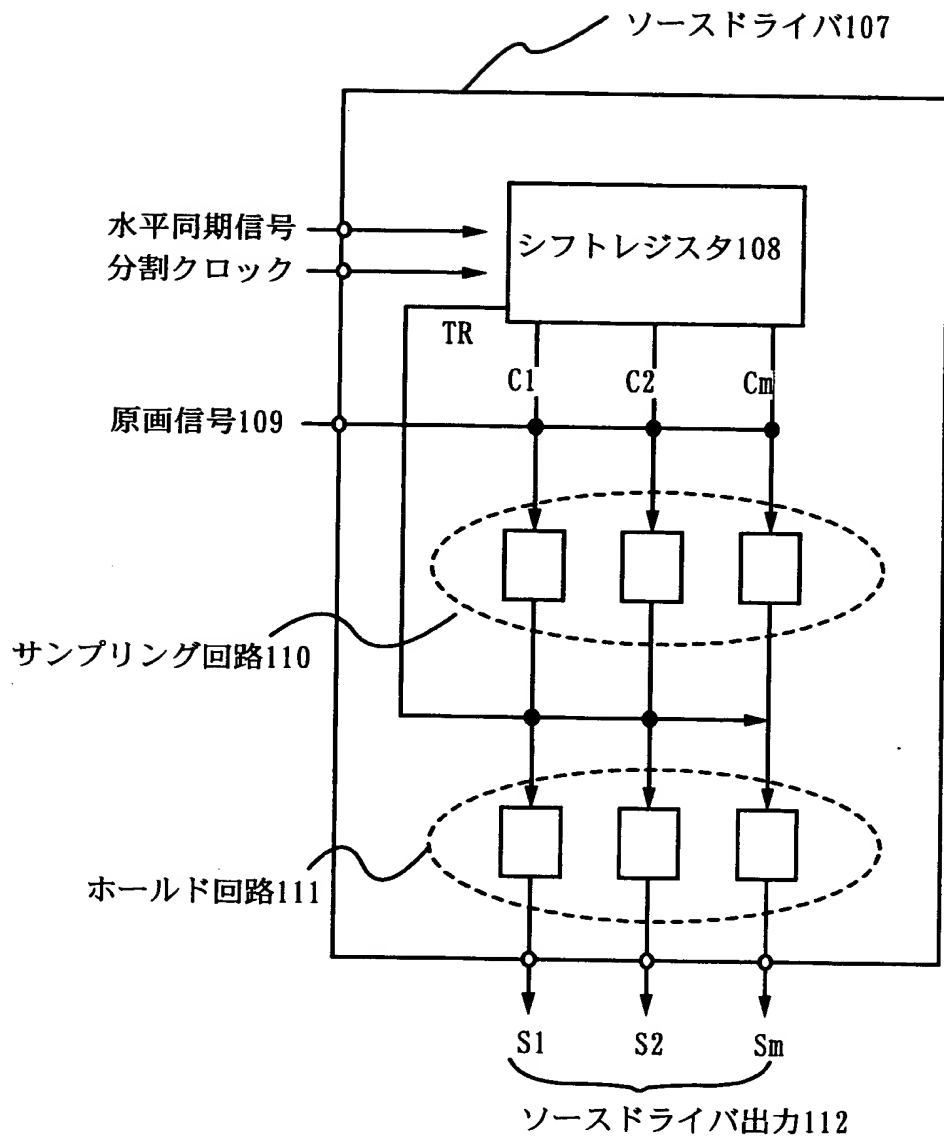 ソースドライバ107
水平同期信号
分割クロック
シフトレジスタ108
TR
C1
C2
Cm
原画信号109
サンプリング回路110
ホールド回路111
S1
S2
Sm
ソースドライバ出力112